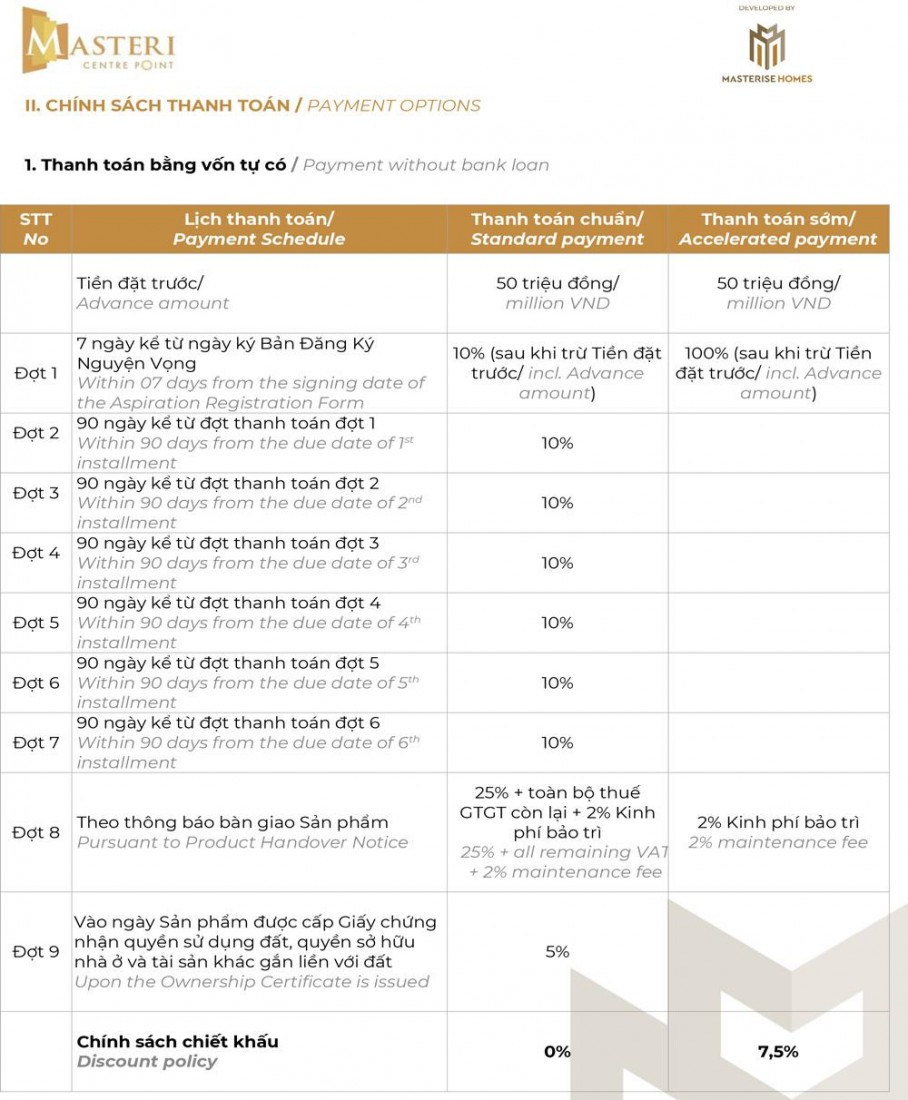 MASTERI
CENTRE POINT
DEVELOPED BY
MASTERISE HOMES
II. CHÍNH SÁCH THANH TOÁN / PAYMENT OPTIONS
1. Thanh toán bằng vốn tự có / Payment without bank loan
STT
No
Lịch thanh toán/
Payment Schedule
Thanh toán chuẩn/
Standard payment
Thanh toán sớm/
Accelerated payment
Tiền đặt trước/
Advance amount
50 triệu đồng/
million VND
50 triệu đồng/
million VND
Đợt 1
7 ngày kể từ ngày ký Bản Đăng Ký
Nguyện Vọng
Within 07 days from the signing date of
the Aspiration Registration Form
10% (sau khi trừ Tiền đặt
trước/ incl. Advance
amount)
100% (sau khi trừ Tiền
đặt trước/ incl. Advance
amount)
Đợt 2
90 ngày kể từ đợt thanh toán đợt 1
Within 90 days from the due date of 1st
installment
10%
Đợt 3
90 ngày kể từ đợt thanh toán đợt 2
Within 90 days from the due date of 2nd
installment
10%
Đợt 4
90 ngày kể từ đợt thanh toán đợt 3
Within 90 days from the due date of 3rd
installment
10%
Đợt 5
90 ngày kể từ đợt thanh toán đợt 4
Within 90 days from the due date of 4th
installment
10%
Đợt 6
90 ngày kể từ đợt thanh toán đợt 5
Within 90 days from the due date of 5th
installment
10%
Đợt 7
90 ngày kể từ đợt thanh toán đợt 6
Within 90 days from the due date of 6th
installment
10%
Đợt 8
Theo thông báo bàn giao Sản phẩm
Pursuant to Product Handover Notice
25% + toàn bộ thuế
GTGT còn lại + 2% Kinh
phí bảo trì
25% + all remaining VAT
+ 2% maintenance fee
2% Kinh phí bảo trì
2% maintenance fee
Đợt 9
Vào ngày Sản phẩm được cấp Giấy chứng
nhận quyền sử dụng đất, quyền sở hữu
nhà ở và tài sản khác gắn liền với đất
Upon the Ownership Certificate is issued
5%
Chính sách chiết khấu
Discount policy
0%
7,5%